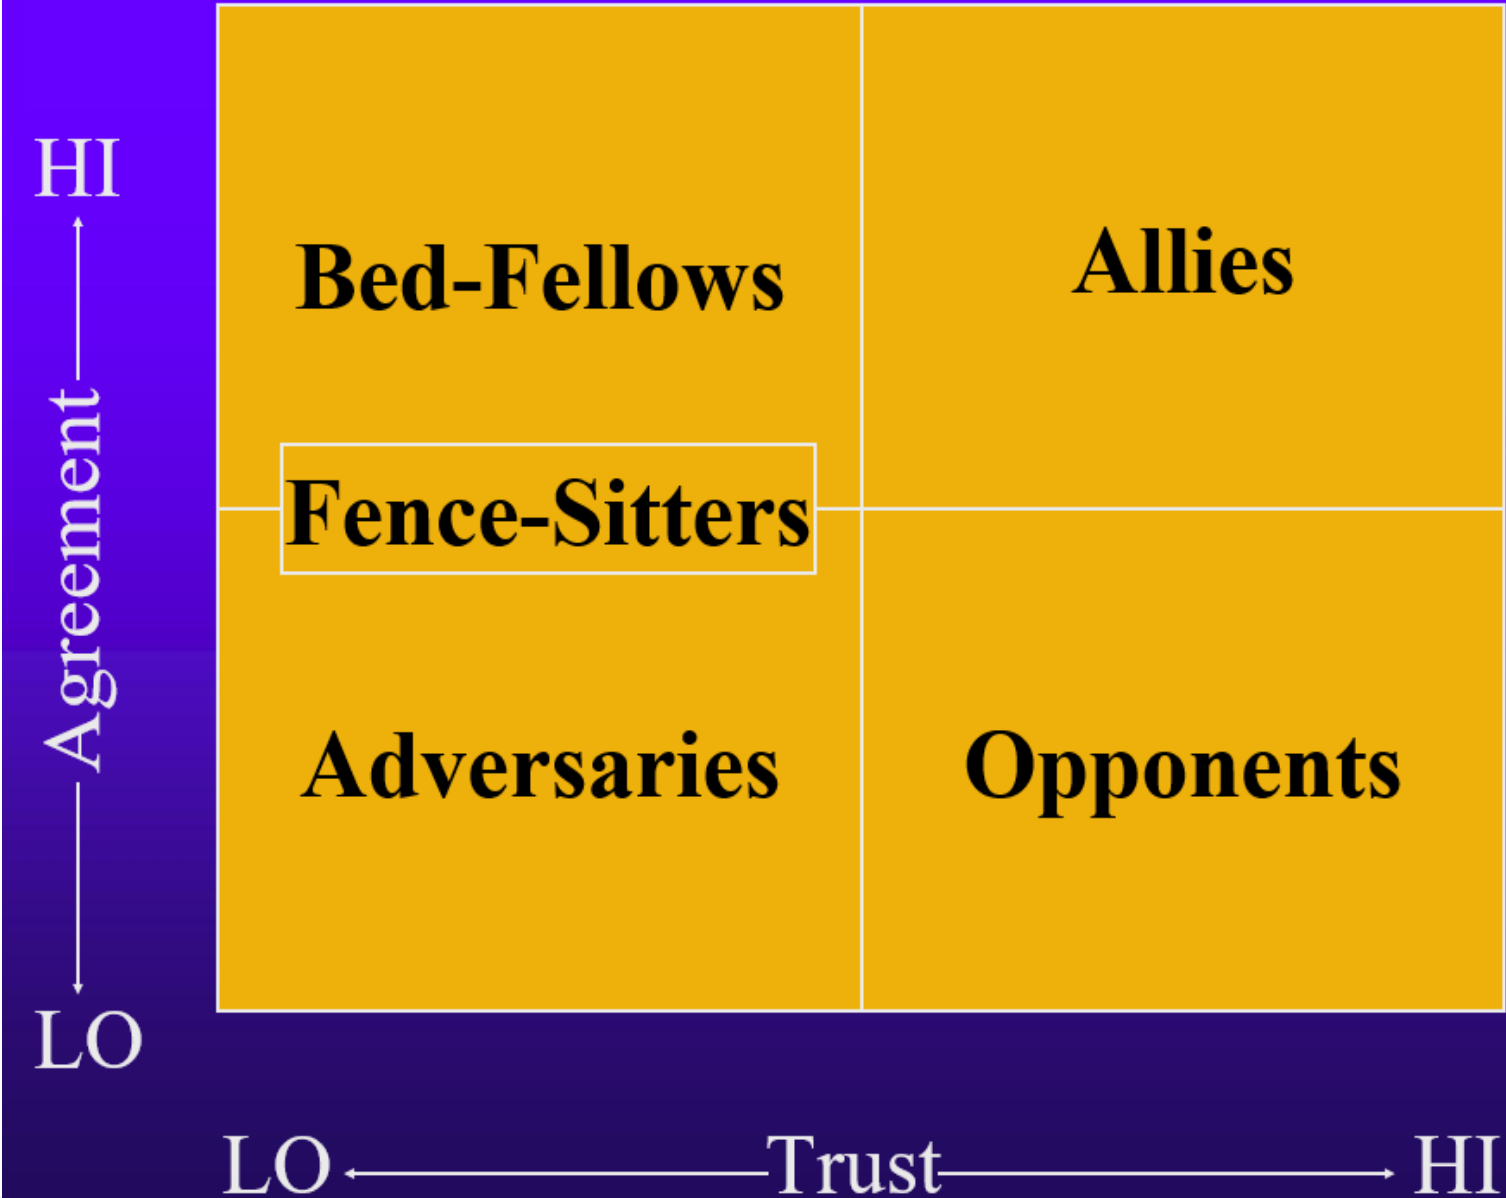 HI
Bed-Fellows
Allies
Agreement
Fence-Sitters
Adversaries
Opponents
LO
LO
Trust
HI